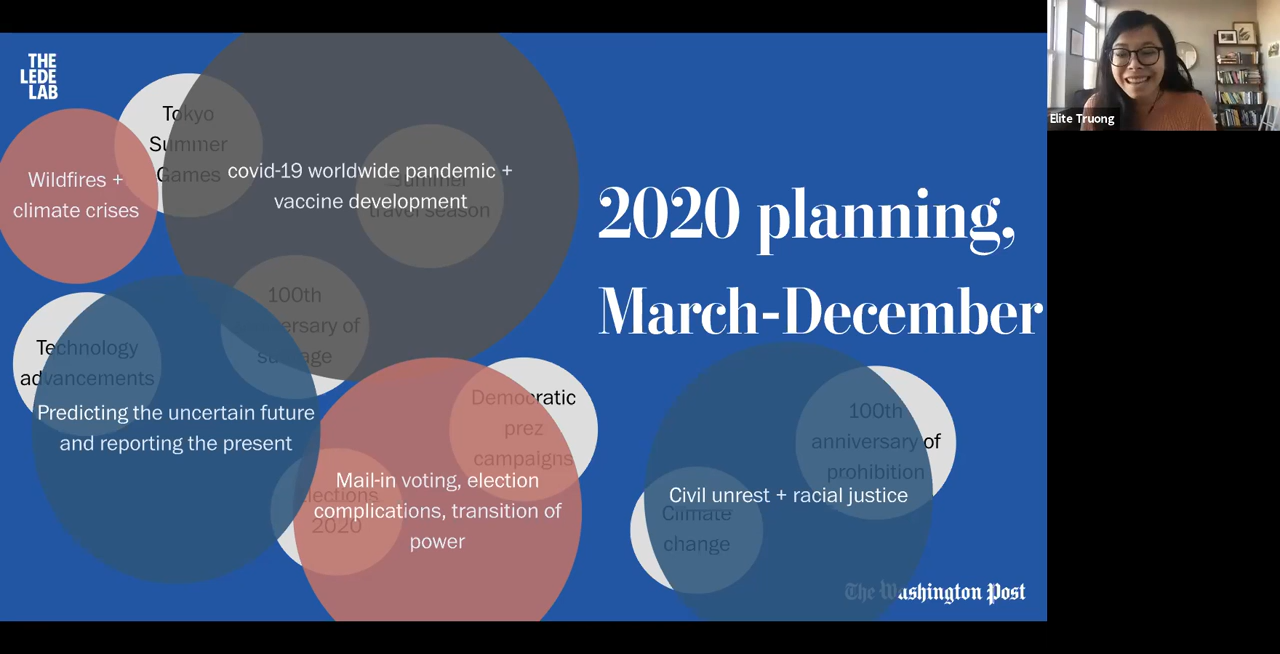 THE
LEDE
LAB
Tokyo
Summer
Games
Wildfires +
climate crises
covid-19 worldwide pandemic +
vaccine development
Summer
travel season
2020 planning,
March-December
100th
anniversary of
suffrage
Technology
advancements
Predicting the uncertain future
and reporting the present
Democratic
prez
campaigns
Elections
2020
Mail-in voting, election
complications, transition of
power
100th
anniversary of
prohibition
Civil unrest + racial justice
Climate
change
The Washington Post
Elite Truong